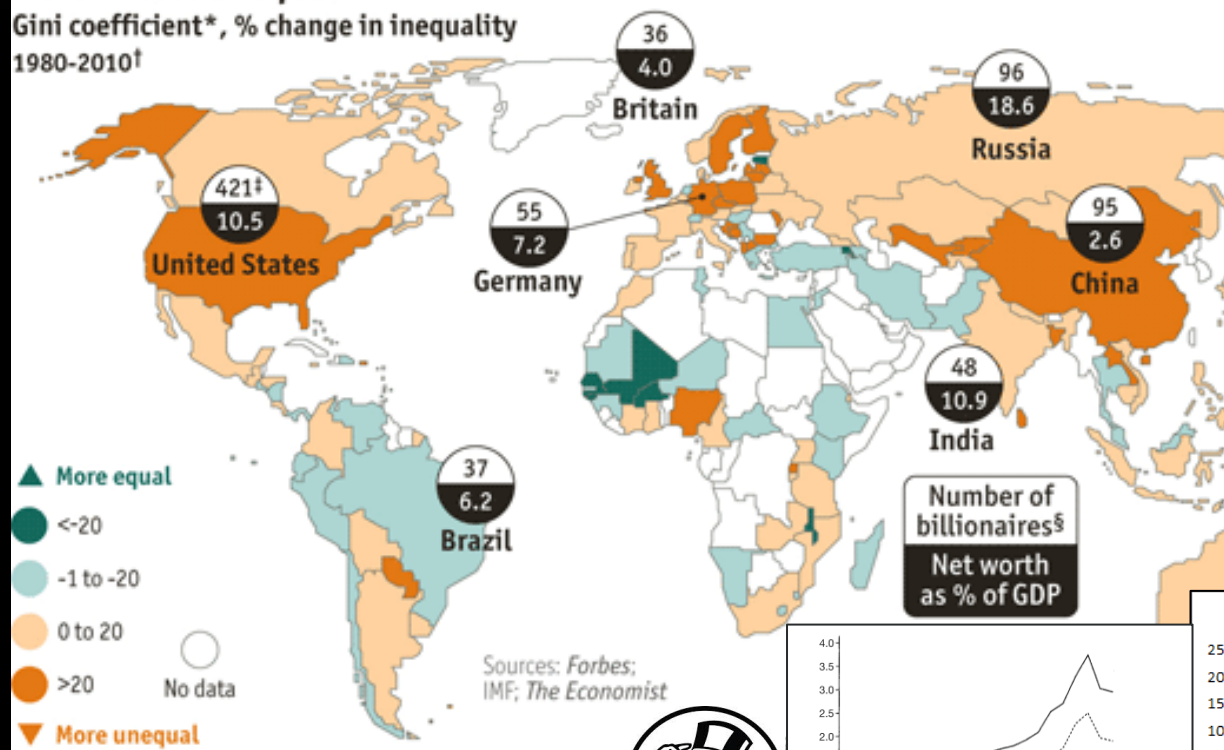 Gini coefficient*, % change in inequality
1980-2010†
36
4.0
Britain
96
18.6
Russia
421‡
10.5
United States
55
7.2
Germany
95
2.6
China
48
10.9
India
37
6.2
Brazil
▲ More equal
<-20
-1 to -20
0 to 20
>20
▼ More unequal
No data
Sources: Forbes;
IMF; The Economist
Number of
billionaires§
Net worth
as % of GDP
4.0
3.5
3.0
2.5
2.0
25
20
15
10